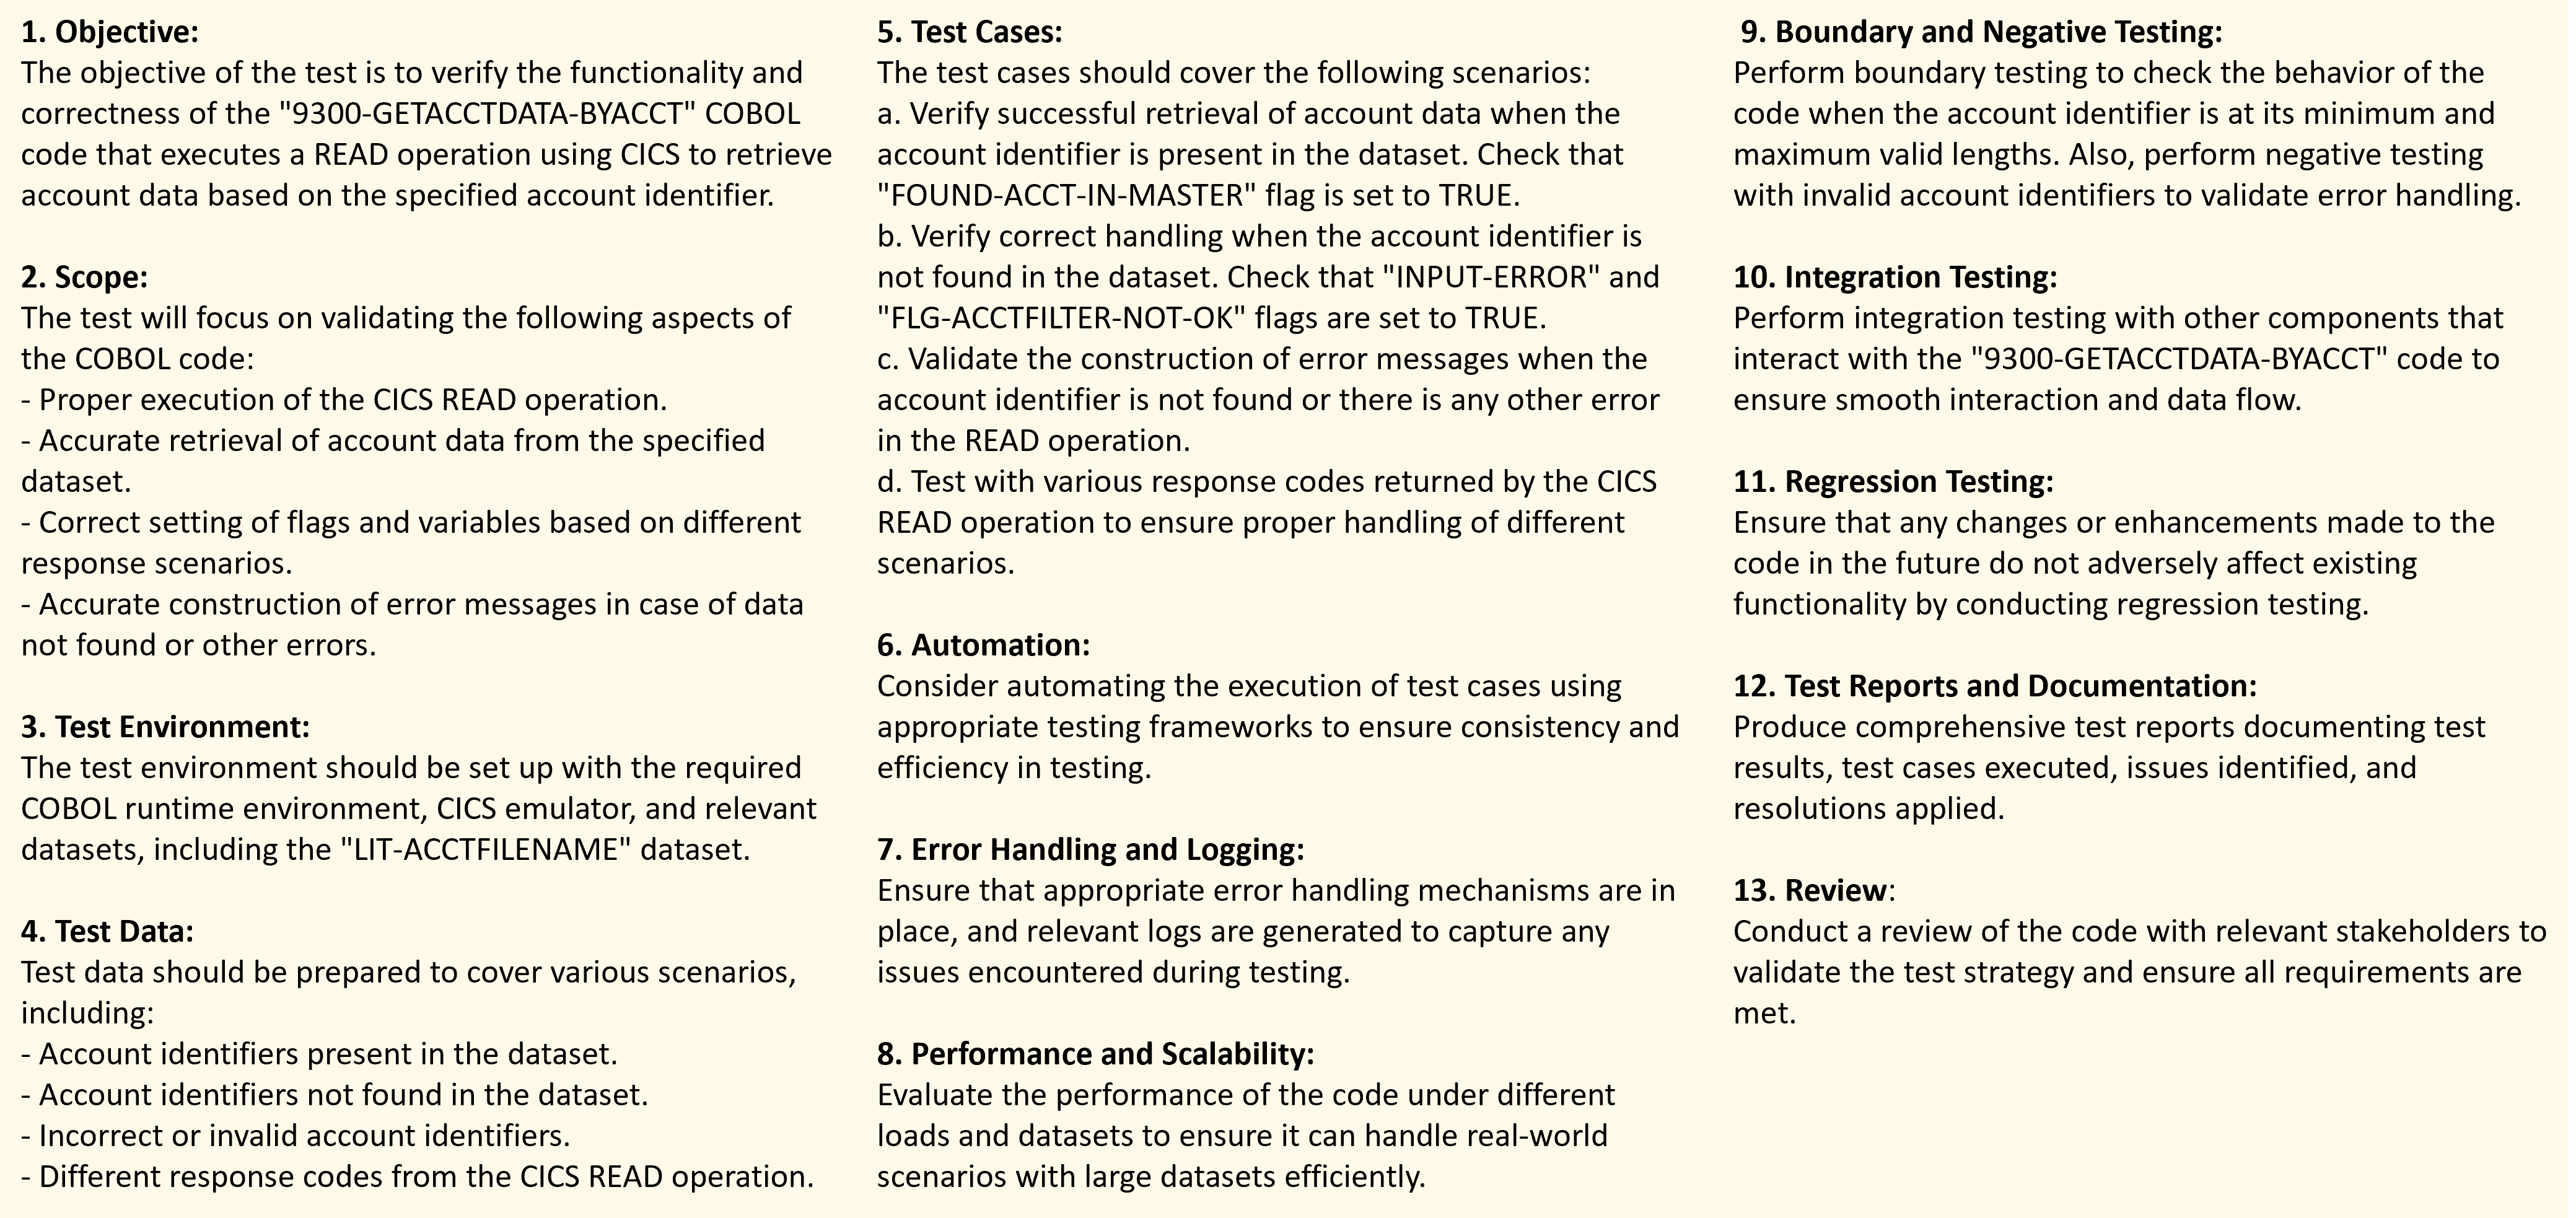 1. Objective:
The objective of the test is to verify the functionality and
correctness of the "9300-GETACCTDATA-BYACCT" COBOL
code that executes a READ operation using CICS to retrieve
account data based on the specified account identifier.
2. Scope:
The test will focus on validating the following aspects of
the COBOL code:
- Proper execution of the CICS READ operation.
- Accurate retrieval of account data from the specified
dataset.
- Correct setting of flags and variables based on different
response scenarios.
- Accurate construction of error messages in case of data
not found or other errors.
3. Test Environment:
The test environment should be set up with the required
COBOL runtime environment, CICS emulator, and relevant
datasets, including the "LIT-ACCTFILENAME" dataset.
4. Test Data:
Test data should be prepared to cover various scenarios,
including:
- Account identifiers present in the dataset.
- Account identifiers not found in the dataset.
- Incorrect or invalid account identifiers.
- Different response codes from the CICS READ operation.
5. Test Cases:
The test cases should cover the following scenarios:
a. Verify successful retrieval of account data when the
account identifier is present in the dataset. Check that
"FOUND-ACCT-IN-MASTER" flag is set to TRUE.
b. Verify correct handling when the account identifier is
not found in the dataset. Check that "INPUT-ERROR" and
"FLG-ACCTFILTER-NOT-OK" flags are set to TRUE.
c. Validate the construction of error messages when the
account identifier is not found or there is any other error
in the READ operation.
d. Test with various response codes returned by the CICS
READ operation to ensure proper handling of different
scenarios.
6. Automation:
Consider automating the execution of test cases using
appropriate testing frameworks to ensure consistency and
efficiency in testing.
7. Error Handling and Logging:
Ensure that appropriate error handling mechanisms are in
place, and relevant logs are generated to capture any
issues encountered during testing.
8. Performance and Scalability:
Evaluate the performance of the code under different
loads and datasets to ensure it can handle real-world
scenarios with large datasets efficiently.
9. Boundary and Negative Testing:
Perform boundary testing to check the behavior of the
code when the account identifier is at its minimum and
maximum valid lengths. Also, perform negative testing
with invalid account identifiers to validate error handling.
10. Integration Testing:
Perform integration testing with other components that
interact with the "9300-GETACCTDATA-BYACCT" code to
ensure smooth interaction and data flow.
11. Regression Testing:
Ensure that any changes or enhancements made to the
code in the future do not adversely affect existing
functionality by conducting regression testing.
12. Test Reports and Documentation:
Produce comprehensive test reports documenting test
results, test cases executed, issues identified, and
resolutions applied.
13. Review:
Conduct a review of the code with relevant stakeholders to
validate the test strategy and ensure all requirements are
met.